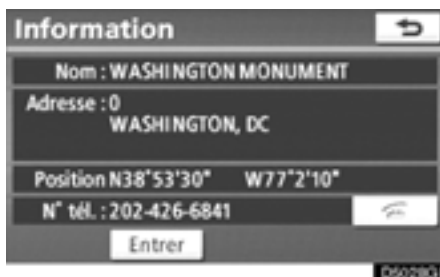 Information
Nom : WASHINGTON MONUMENT
Adresse : 0
WASHINGTON, DC
Position N38°53'30" W77°2'10"
N° tél. : 202-426-6841
Entrer